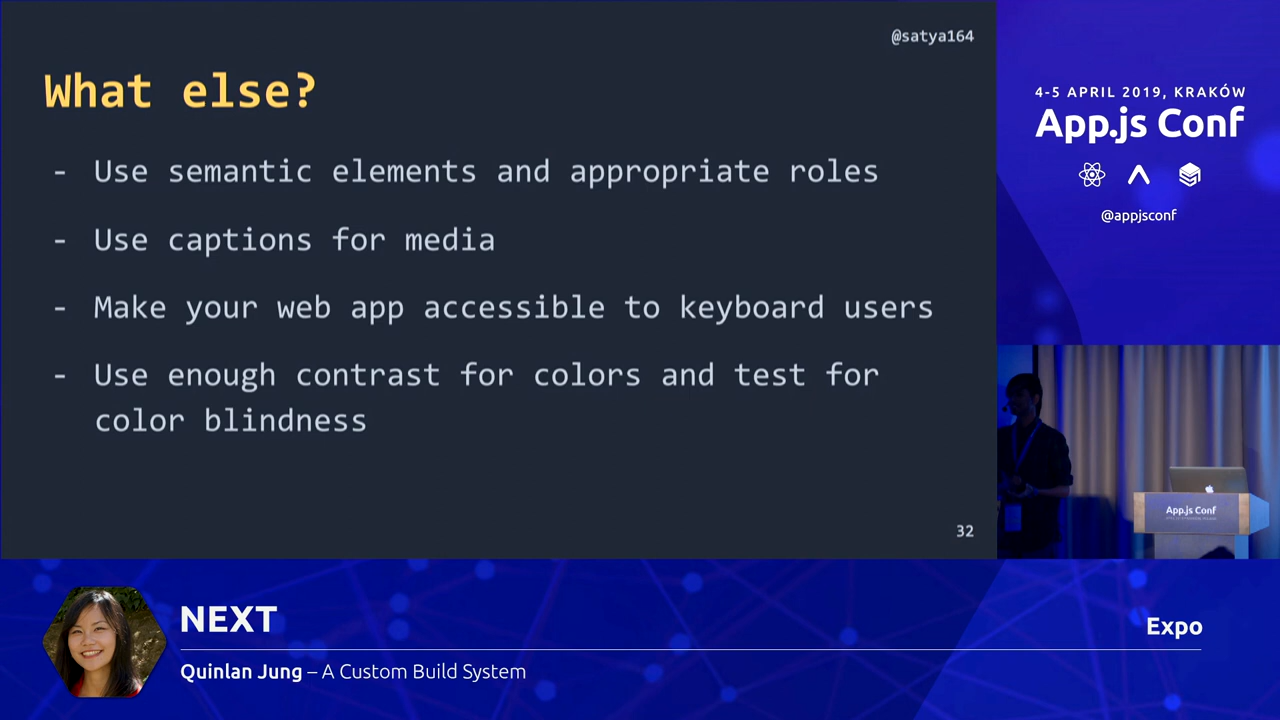 @satya164
What else?
- Use semantic elements and appropriate roles
- Use captions for media
- Make your web app accessible to keyboard users
- Use enough contrast for colors and test for
color blindness
32
4-5 APRIL 2019, KRAKÓW
App.js Conf
@appjsconf
App.js Conf
NEXT
Expo
Quinlan Jung – A Custom Build System